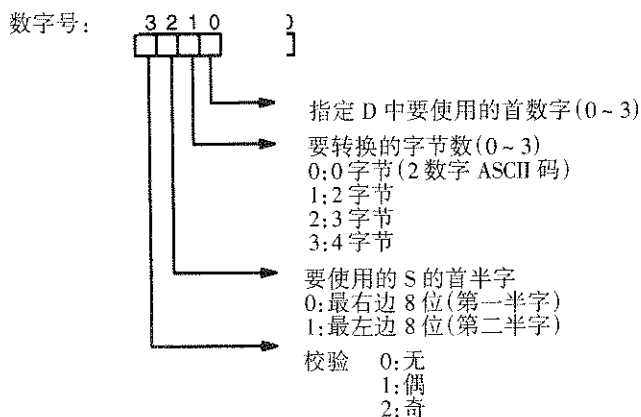 数字号: 3 2 1 0
指定 D 中要使用的首数字(0~3)
要转换的字节数(0~3)
0:0字节(2数字 ASCII 码)
1:2字节
2:3字节
3:4字节
要使用的 S 的首半字
0:最右边 8 位(第一半字)
1:最左边 8 位(第二半字)
校验 0:无
1:偶
2:奇